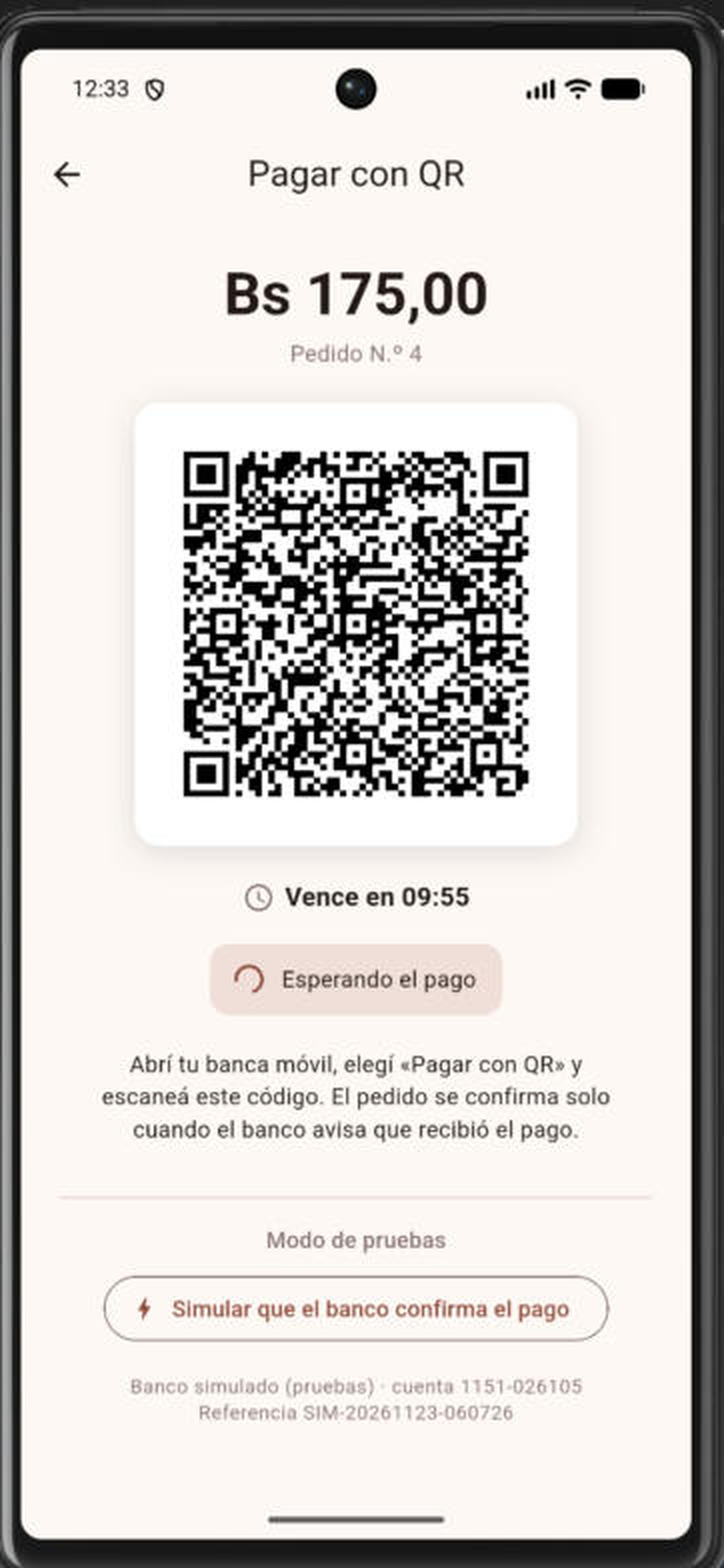 12:33
Pagar con QR
Bs 175,00
Pedido N.º 4
Vence en 09:55
Esperando el pago
Abrí tu banca móvil, elegí «Pagar con QR» y
escaneá este código. El pedido se confirma solo
cuando el banco avisa que recibió el pago.
Modo de pruebas
Simular que el banco confirma el pago
Banco simulado (pruebas) · cuenta 1151-026105
Referencia SIM-20261123-060726